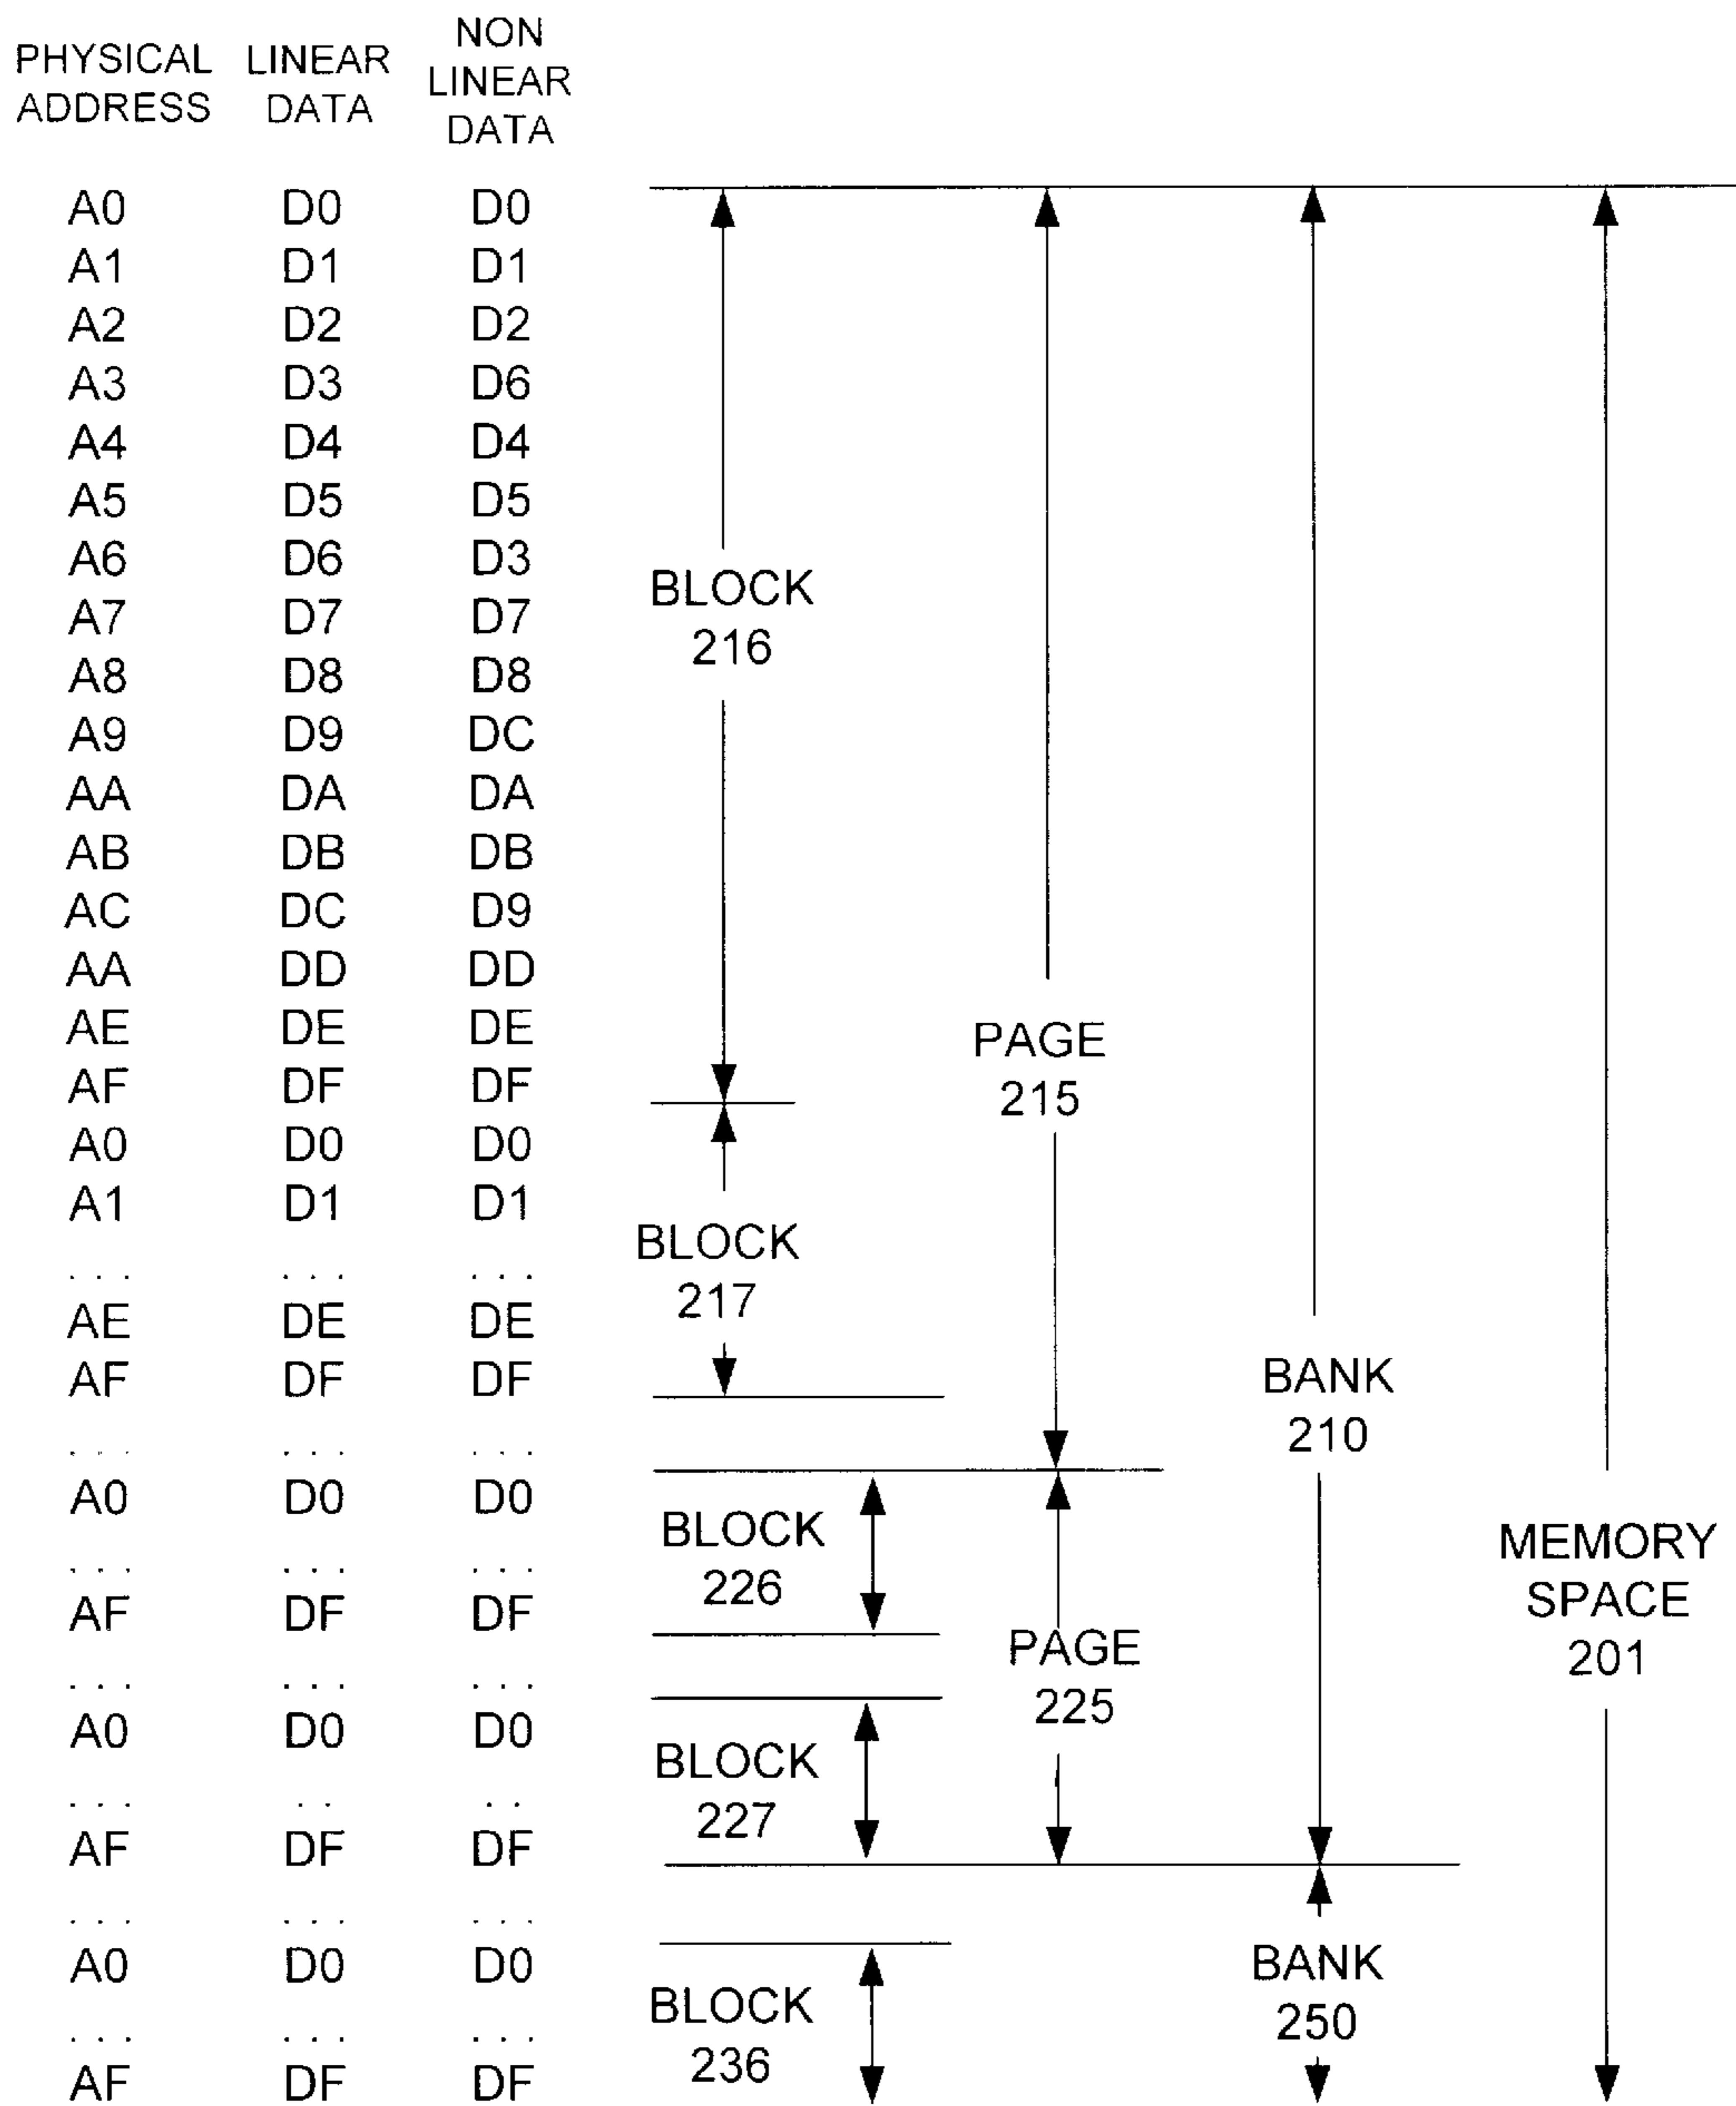 PHYSICAL ADDRESS LINEAR DATA NON LINEAR DATA
A0 D0 D0
A1 D1 D1
A2 D2 D2
A3 D3 D6
A4 D4 D4
A5 D5 D5
A6 D6 D3
BLOCK 216
A7 D7 D7
A8 D8 D8
A9 D9 DC
AA DA DA
AB DB DB
AC DC D9
AA DD DD
AE DE DE
PAGE 215
AF DF DF
A0 D0 D0
A1 D1 D1
BLOCK 217
... ... ...
AE DE DE
AF DF DF
BANK 210
... ... ...
A0 D0 D0
BLOCK 226
MEMORY SPACE 201
... ... ...
AF DF DF
PAGE 225
... ... ...
A0 D0 D0
BLOCK 227
... .. ..
AF DF DF
... ... ...
A0 D0 D0
BANK 250
BLOCK 236
... ... ...
AF DF DF